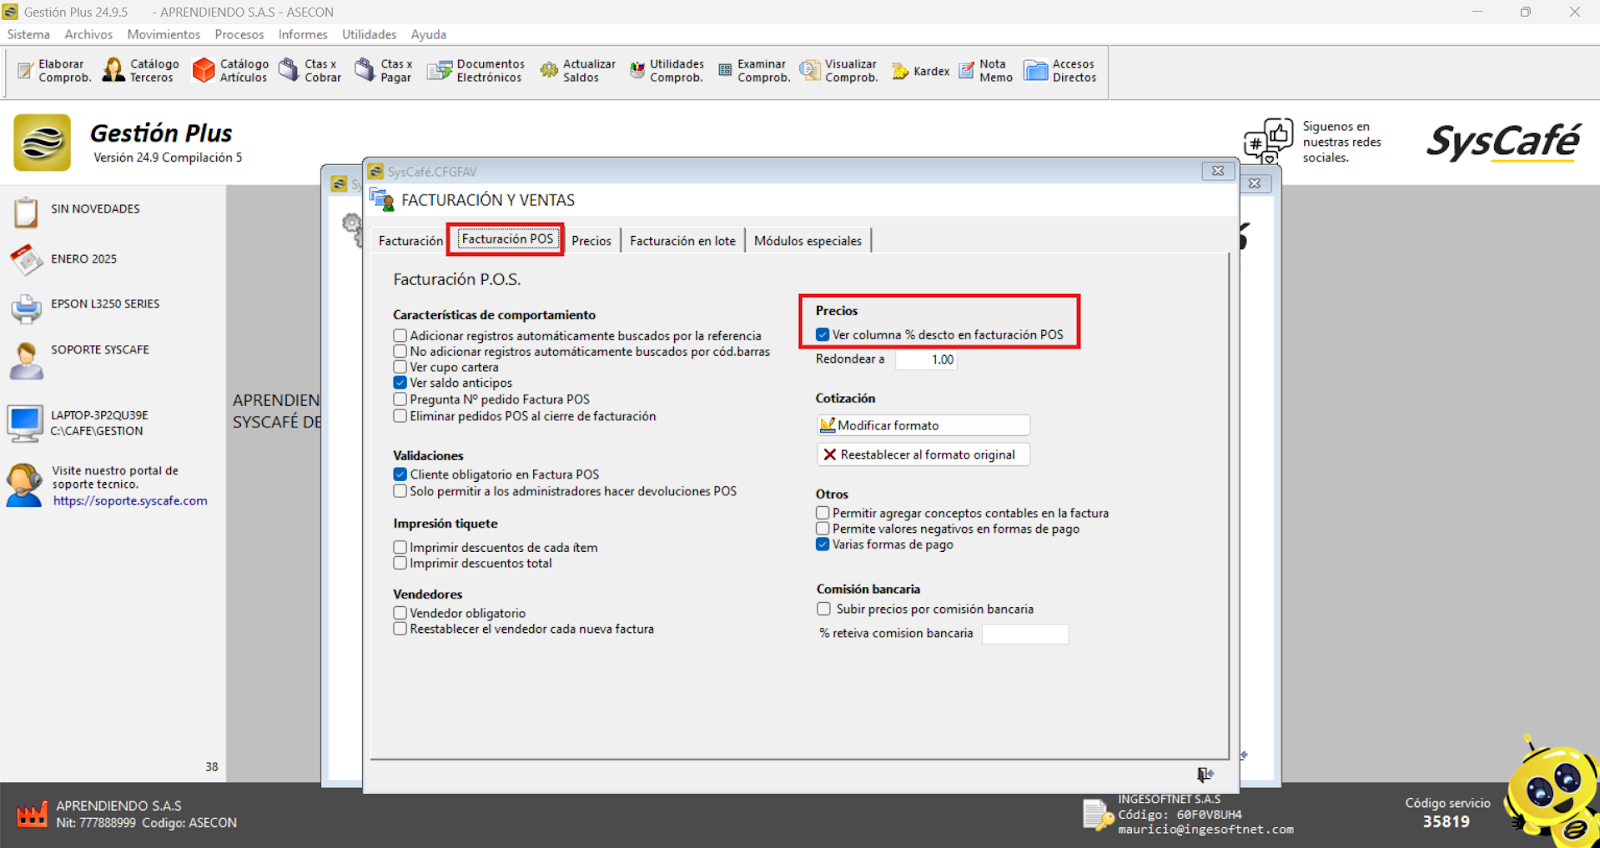 Gestión Plus 24.9.5 - APRENDIENDO S.A.S - ASECON
Sistema Archivos Movimientos Procesos Informes Utilidades Ayuda
Elaborar Comprob.
Catálogo Terceros
Catálogo Artículos
Ctas x Cobrar
Ctas x Pagar
Documentos Electrónicos
Actualizar Saldos
Utilidades Comprob.
Examinar Comprob.
Visualizar Comprob.
Kardex
Nota Memo
Accesos Directos
Gestión Plus
Versión 24.9 Compilación 5
Siguenos en
nuestras redes
sociales.
SysCafé
SIN NOVEDADES
ENERO 2025
EPSON L3250 SERIES
SOPORTE SYSCAFE
LAPTOP-3P2QU39E
C:\CAFE\GESTION
Visite nuestro portal de
soporte tecnico.
https://soporte.syscafe.com
38
APRENDIEN
SYSCAFÉ DE
Sy
SysCafé.CFGFAV
FACTURACIÓN Y VENTAS
Facturación Facturación POS Precios Facturación en lote Módulos especiales
Facturación P.O.S.
Características de comportamiento
Adicionar registros automáticamente buscados por la referencia
No adicionar registros automáticamente buscados por cód.barras
Ver cupo cartera
Ver saldo anticipos
Pregunta Nº pedido Factura POS
Eliminar pedidos POS al cierre de facturación
Validaciones
Cliente obligatorio en Factura POS
Solo permitir a los administradores hacer devoluciones POS
Impresión tiquete
Imprimir descuentos de cada ítem
Imprimir descuentos total
Vendedores
Vendedor obligatorio
Reestablecer el vendedor cada nueva factura
Precios
Ver columna % descto en facturación POS
Redondear a 1.00
Cotización
Modificar formato
Reestablecer al formato original
Otros
Permitir agregar conceptos contables en la factura
Permite valores negativos en formas de pago
Varias formas de pago
Comisión bancaria
Subir precios por comisión bancaria
% reteiva comision bancaria
APRENDIENDO S.A.S
Nit: 777888999 Codigo: ASECON
INGESOFTNET S.A.S
Código: 60F0V8UH4
mauricio@ingesoftnet.com
Código servicio
35819